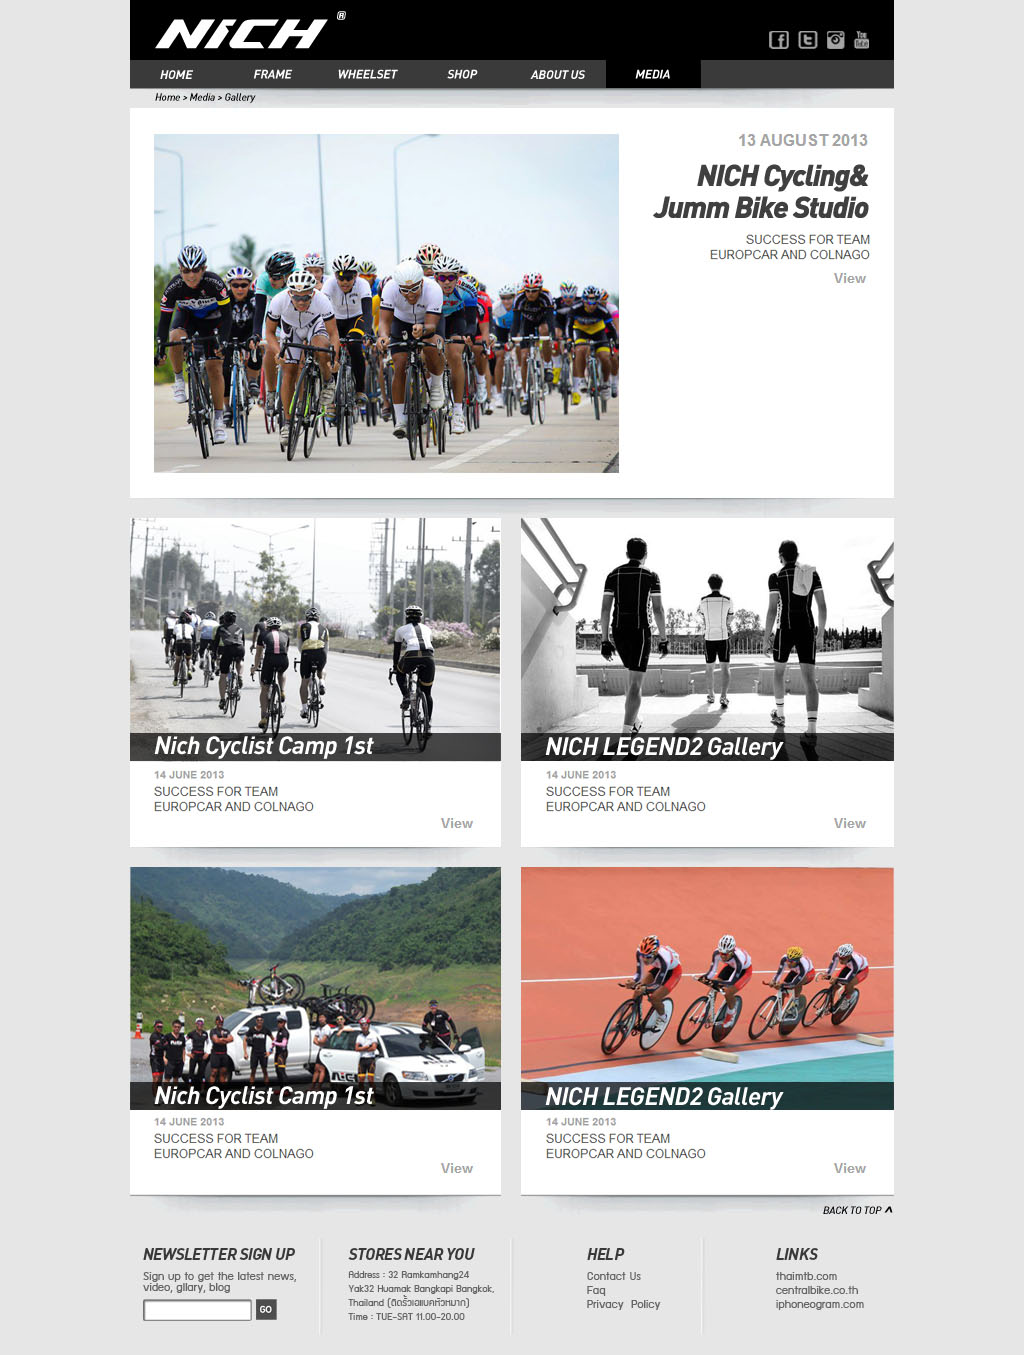 NiCH ®
HOME FRAME WHEELSET SHOP ABOUT US MEDIA
Home > Media > Gallery
13 AUGUST 2013
NICH Cycling&
Jumm Bike Studio
SUCCESS FOR TEAM
EUROPCAR AND COLNAGO
View
Nich Cyclist Camp 1st
14 JUNE 2013
SUCCESS FOR TEAM
EUROPCAR AND COLNAGO
View
NICH LEGEND2 Gallery
14 JUNE 2013
SUCCESS FOR TEAM
EUROPCAR AND COLNAGO
View
Nich Cyclist Camp 1st
14 JUNE 2013
SUCCESS FOR TEAM
EUROPCAR AND COLNAGO
View
NICH LEGEND2 Gallery
14 JUNE 2013
SUCCESS FOR TEAM
EUROPCAR AND COLNAGO
View
BACK TO TOP
NEWSLETTER SIGN UP
Sign up to get the latest news,
video, gllary, blog
GO
STORES NEAR YOU
Address : 32 Ramkamhang24
Yak32 Huamak Bangkapi Bangkok,
Thailand (ติดรั้วเอแบคหัวหมาก)
Time : TUE-SAT 11.00-20.00
HELP
Contact Us
Faq
Privacy Policy
LINKS
thaimtb.com
centralbike.co.th
iphoneogram.com